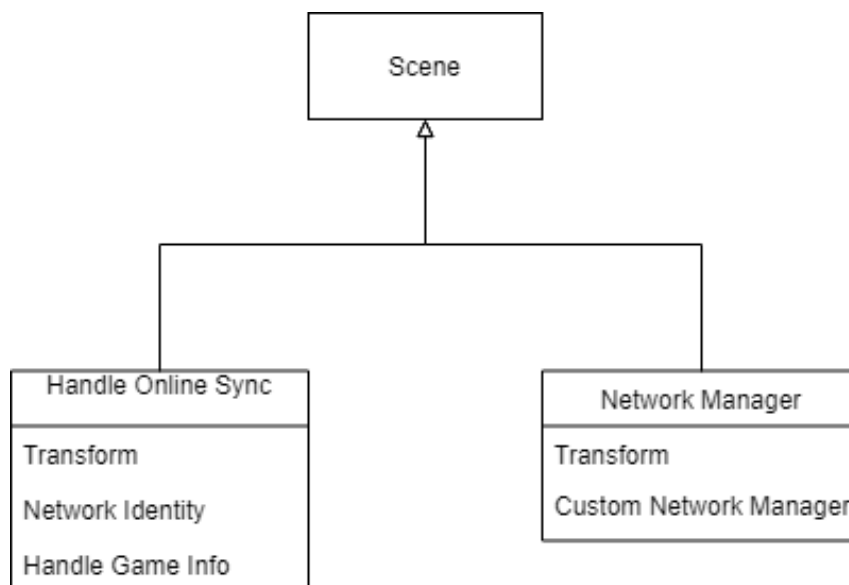 Scene
Handle Online Sync
Transform
Network Identity
Handle Game Info
Network Manager
Transform
Custom Network Manager